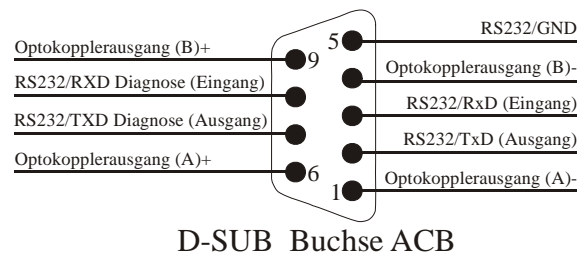 RS232/GND
5
Optokopplerausgang (B)+
9
Optokopplerausgang (B)-
RS232/RXD Diagnose (Eingang)
RS232/RxD (Eingang)
RS232/TXD Diagnose (Ausgang)
RS232/TxD (Ausgang)
Optokopplerausgang (A)+
6
Optokopplerausgang (A)-
1
D-SUB Buchse ACB